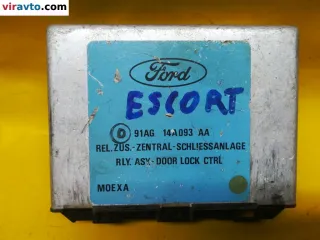 viravto.com
Ford
ESCORT
D 91AG 14A093 AA
REL.ZUS.-ZENTRAL-SCHLIESSANLAGE
RLY. ASY-DOOR LOCK CTRL
MOEXA